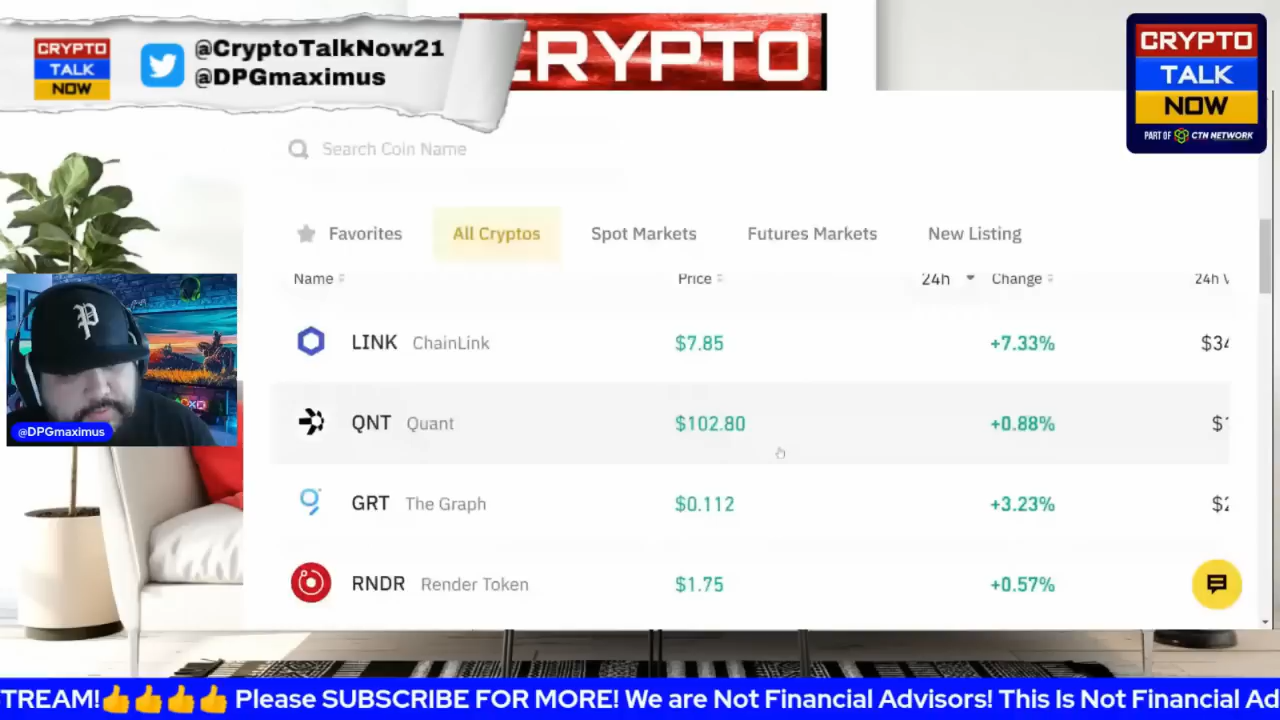 CRYPTO
TALK
NOW
@CryptoTalkNow21
@DPGmaximus
CRYPTO
CRYPTO
TALK
NOW
PART OF CTN NETWORK
Search Coin Name
Favorites All Cryptos Spot Markets Futures Markets New Listing
Name Price 24h Change 24h
LINK ChainLink $7.85 +7.33%
QNT Quant $102.80 +0.88%
GRT The Graph $0.112 +3.23%
RNDR Render Token $1.75 +0.57%
@DPGmaximus
STREAM!👍👍👍👍 Please SUBSCRIBE FOR MORE! We are Not Financial Advisors! This Is Not Financial Ad